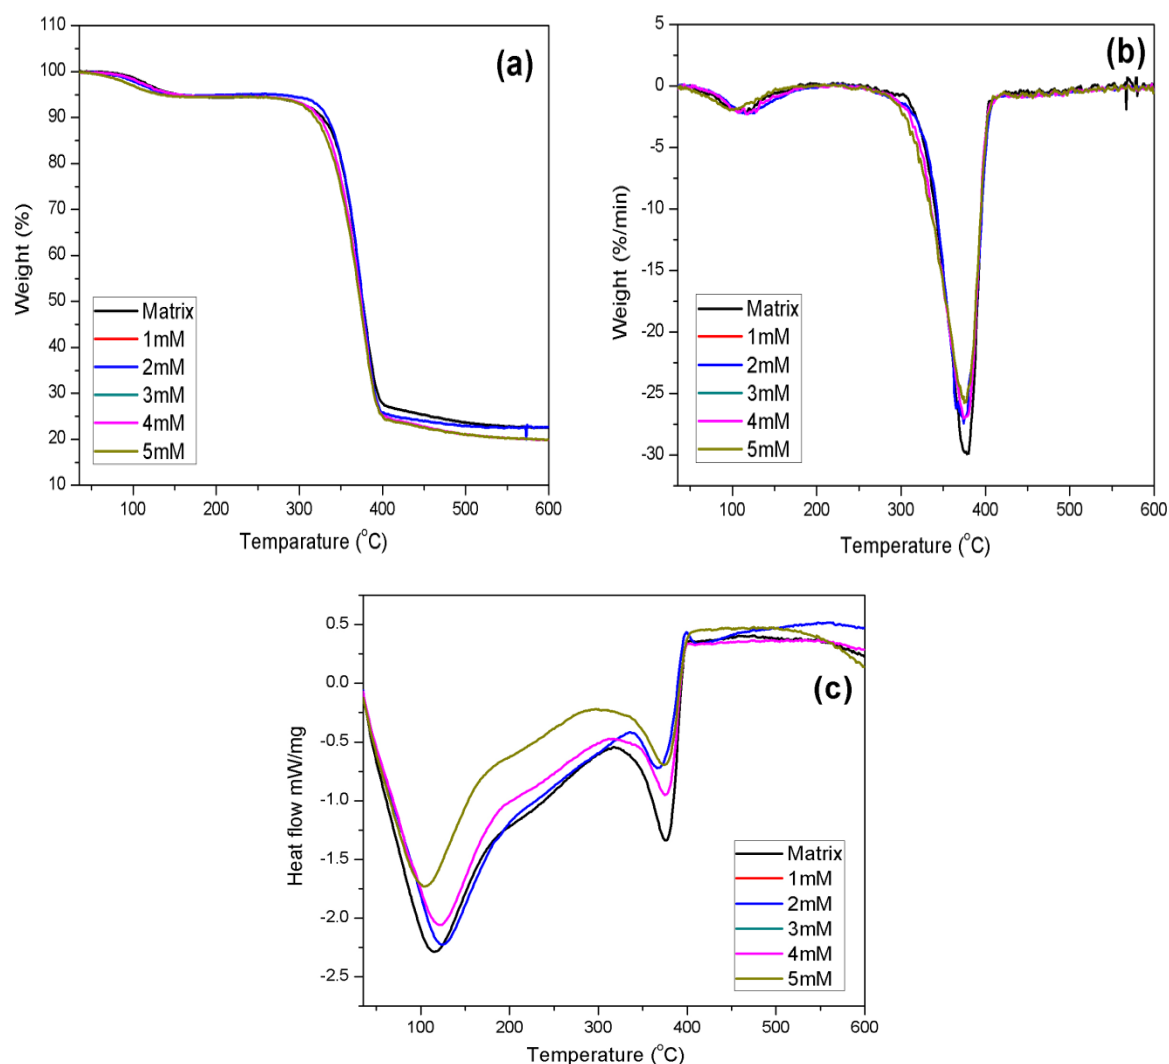 (a)
110
100
90
80
70
60
50
40
30
20
10
Weight (%)
Matrix
1mM
2mM
3mM
4mM
5mM
100 200 300 400 500 600
Temparature (°C)
(b)
5
0
-5
-10
-15
-20
-25
-30
Weight (%/min)
Matrix
1mM
2mM
3mM
4mM
5mM
100 200 300 400 500 600
Temperature (°C)
(c)
0.5
0.0
-0.5
-1.0
-1.5
-2.0
-2.5
Heat flow mW/mg
Matrix
1mM
2mM
3mM
4mM
5mM
100 200 300 400 500 600
Temperature (°C)